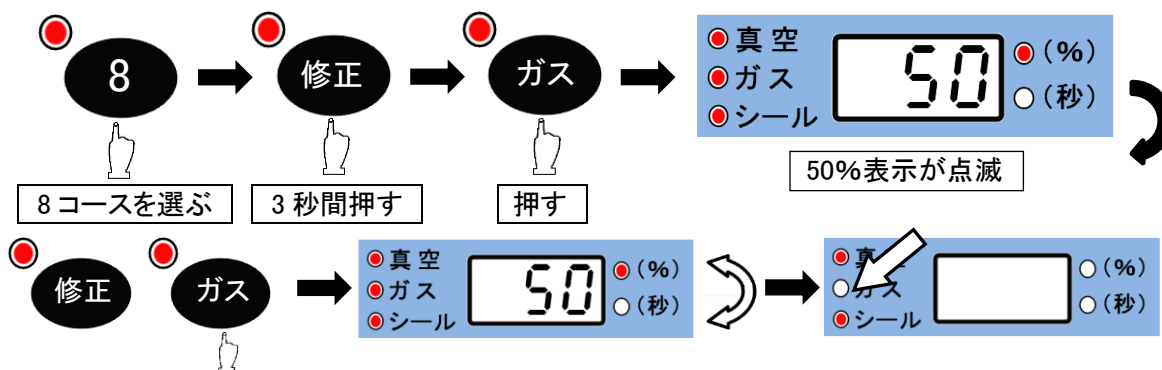 8
修正
ガス
真空
ガス
シール
50
(%)
(秒)
8コースを選ぶ
3秒間押す
押す
50%表示が点滅
修正
ガス
真空
ガス
シール
50
(%)
(秒)
真
ガス
シール
(%)
(秒)